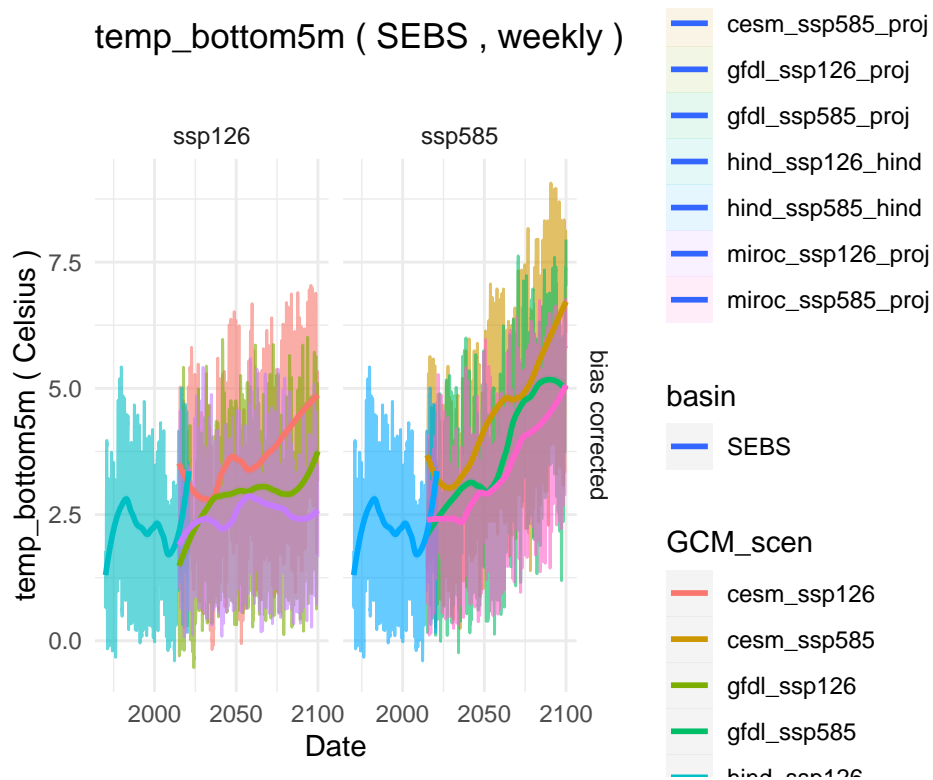 temp_bottom5m ( SEBS , weekly )
ssp126
ssp585
temp_bottom5m ( Celsius )
7.5
5.0
2.5
0.0
2000
2050
2100
2000
2050
2100
Date
bias corrected
cesm_ssp585_proj
gfdl_ssp126_proj
gfdl_ssp585_proj
hind_ssp126_hind
hind_ssp585_hind
miroc_ssp126_proj
miroc_ssp585_proj
basin
SEBS
GCM_scen
cesm_ssp126
cesm_ssp585
gfdl_ssp126
gfdl_ssp585
hind_ssp126